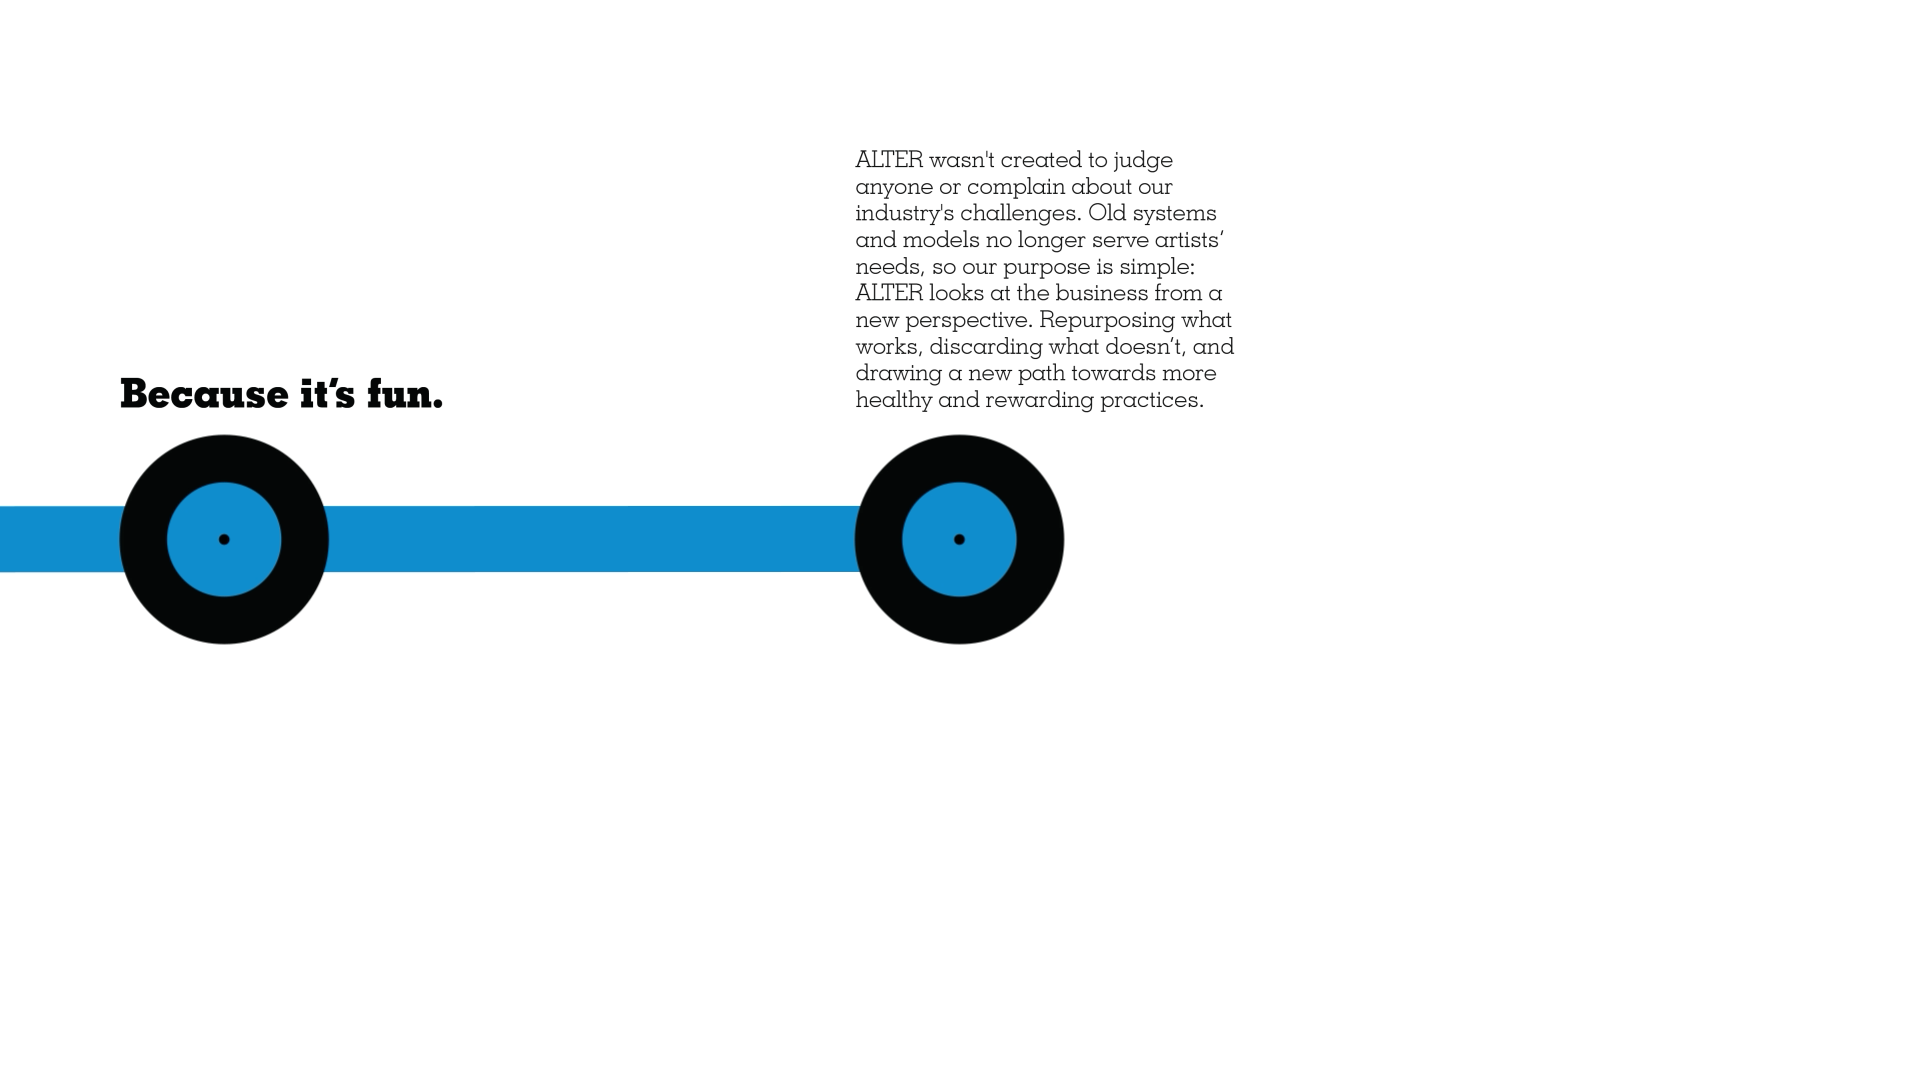 Because it’s fun.
ALTER wasn't created to judge
anyone or complain about our
industry's challenges. Old systems
and models no longer serve artists’
needs, so our purpose is simple:
ALTER looks at the business from a
new perspective. Repurposing what
works, discarding what doesn’t, and
drawing a new path towards more
healthy and rewarding practices.